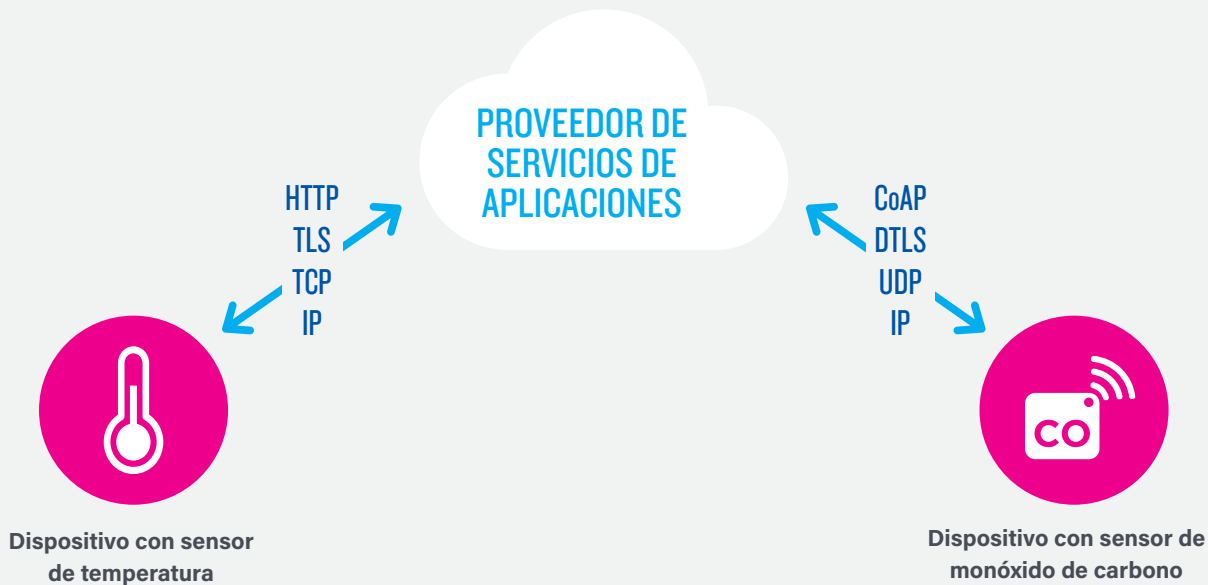 PROVEEDOR DE
SERVICIOS DE
APLICACIONES
HTTP
TLS
TCP
IP
CoAP
DTLS
UDP
IP
CO
Dispositivo con sensor
de temperatura
Dispositivo con sensor de
monóxido de carbono